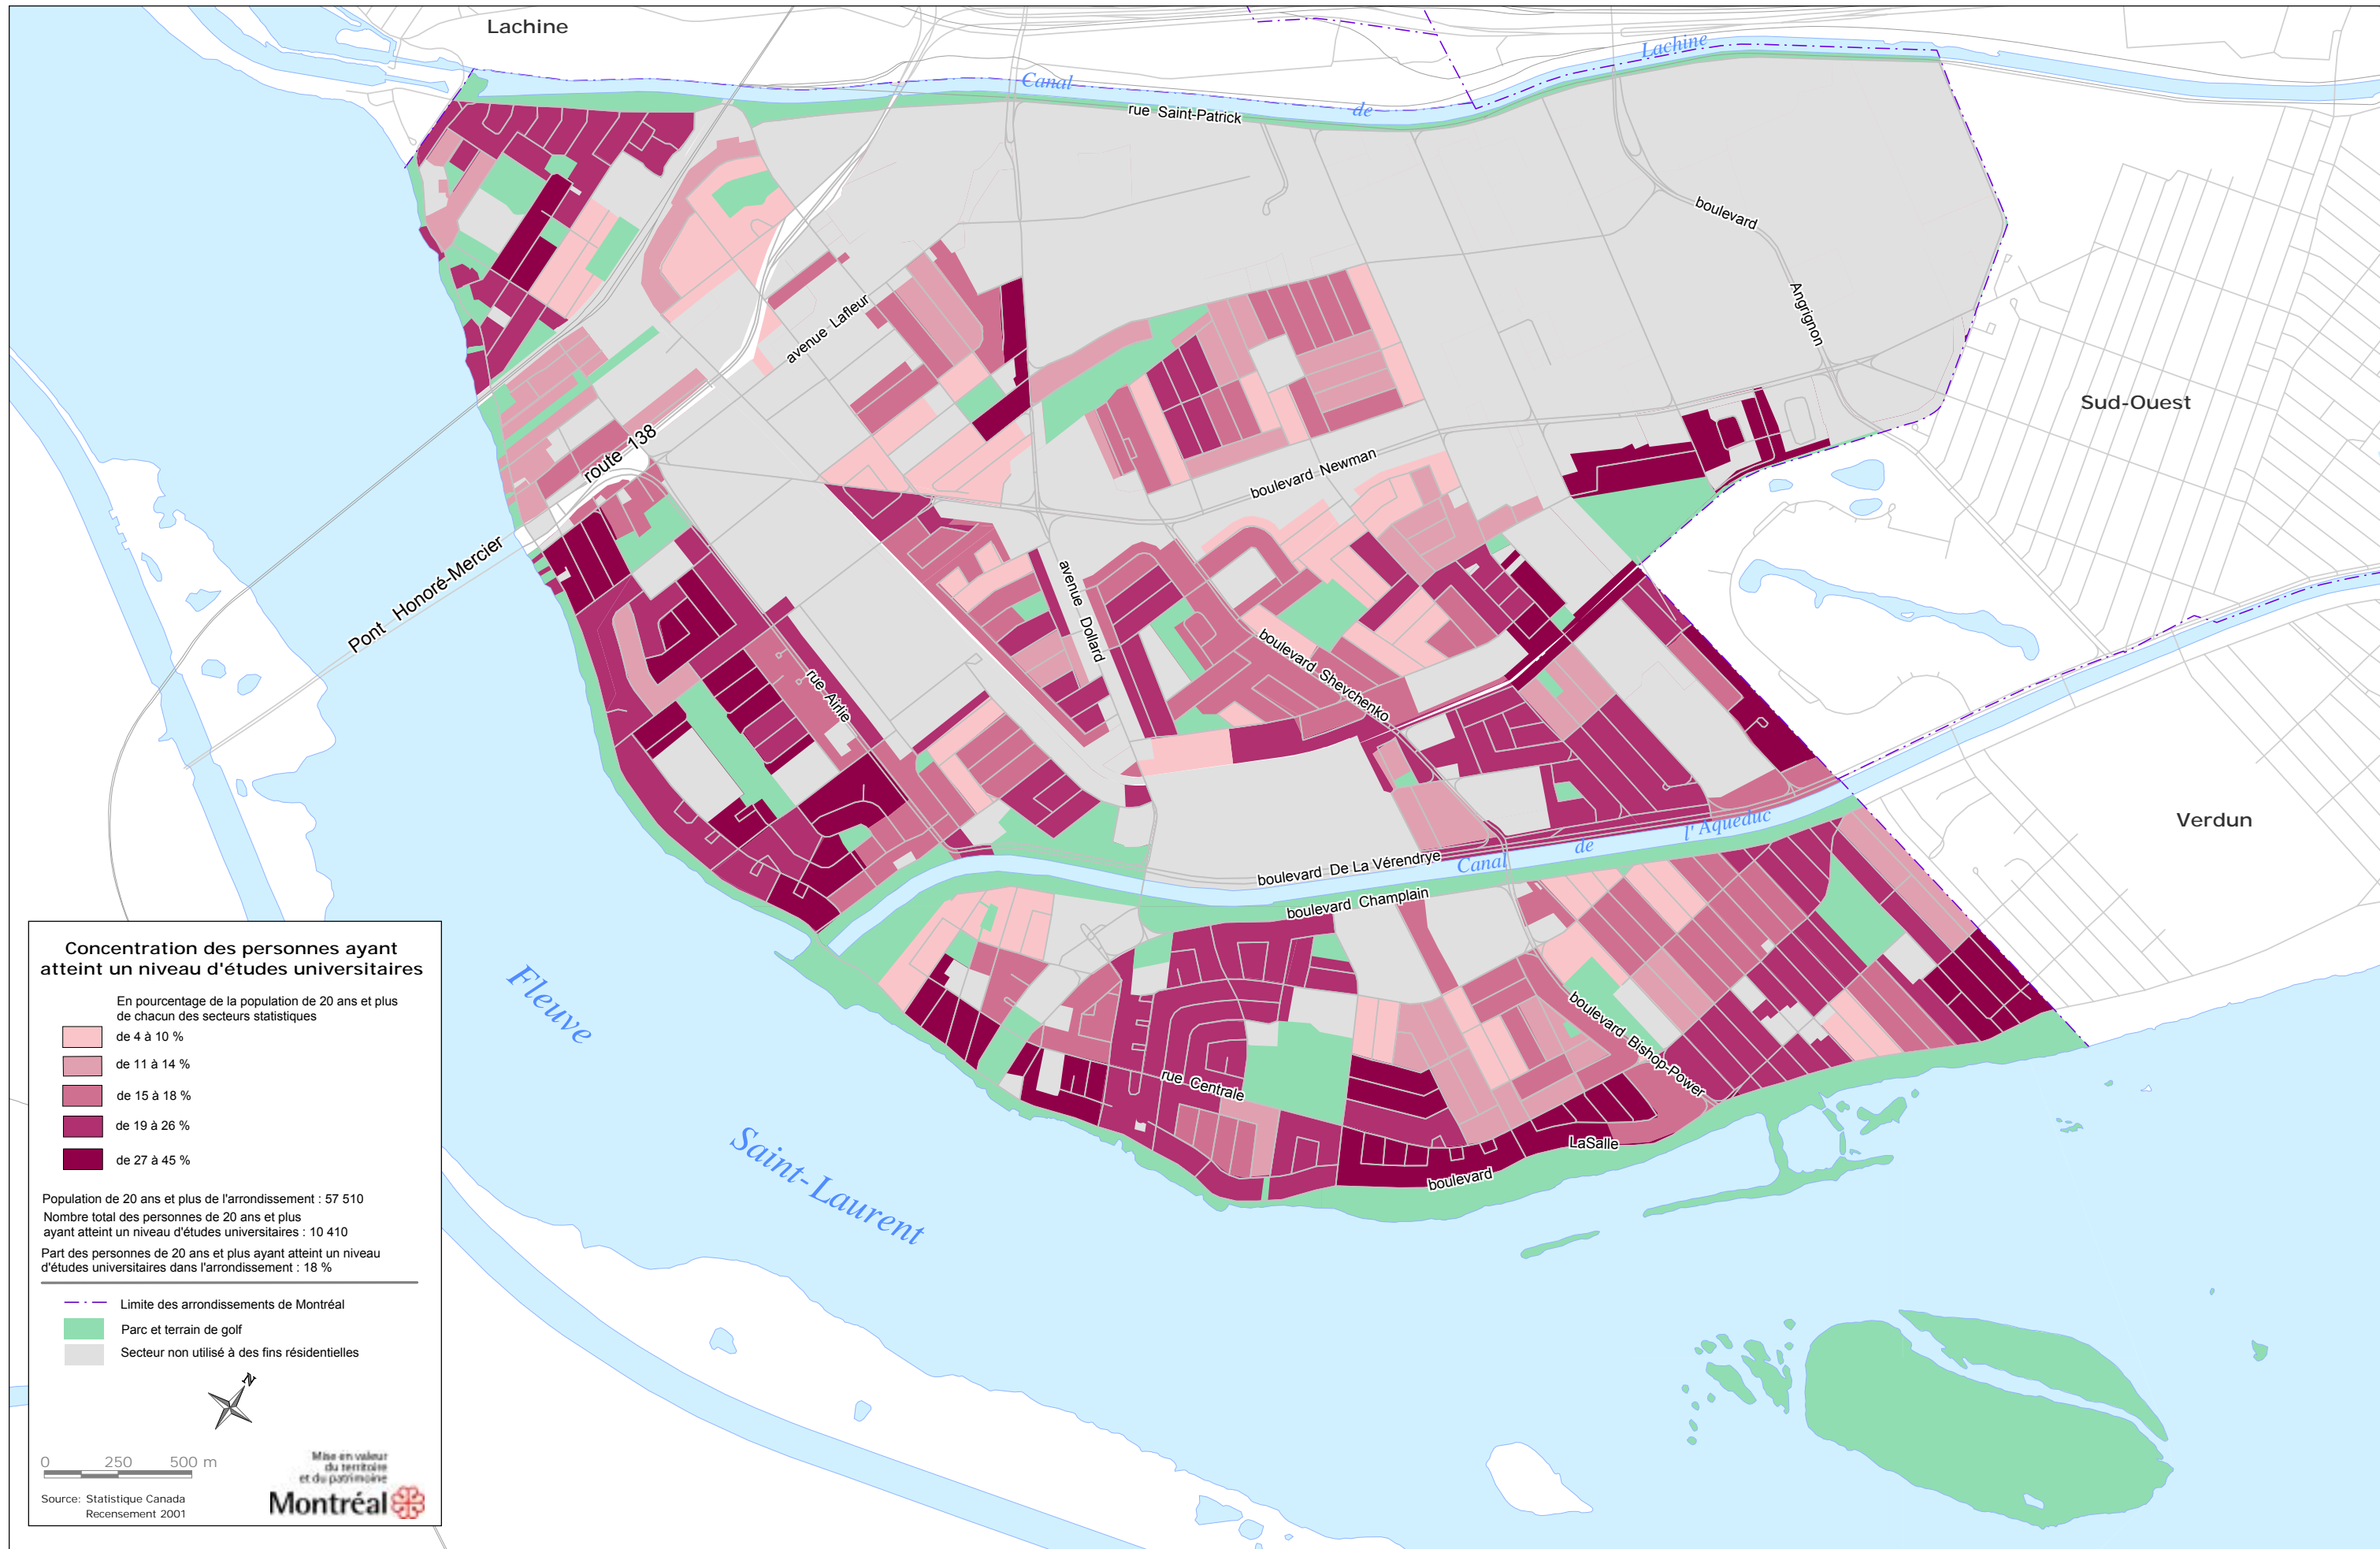 Lachine
Canal
de
Lachine
rue Saint-Patrick
boulevard
Angrignon
Sud-Ouest
avenue Lafleur
route 138
boulevard Newman
Pont Honoré-Mercier
avenue Dollard
boulevard Shevchenko
rue Airlie
Verdun
boulevard De La Vérendrye
Canal
de
l'Aqueduc
boulevard Champlain
boulevard Bishop-Power
rue Centrale
boulevard
LaSalle
Fleuve
Saint-Laurent
Concentration des personnes ayant
atteint un niveau d'études universitaires
En pourcentage de la population de 20 ans et plus
de chacun des secteurs statistiques
de 4 à 10 %
de 11 à 14 %
de 15 à 18 %
de 19 à 26 %
de 27 à 45 %
Population de 20 ans et plus de l'arrondissement : 57 510
Nombre total des personnes de 20 ans et plus
ayant atteint un niveau d'études universitaires : 10 410
Part des personnes de 20 ans et plus ayant atteint un niveau
d'études universitaires dans l'arrondissement : 18 %
Limite des arrondissements de Montréal
Parc et terrain de golf
Secteur non utilisé à des fins résidentielles
N
0 250 500 m
Mise en valeur
du territoire
et du patrimoine
Montréal
Source: Statistique Canada
Recensement 2001